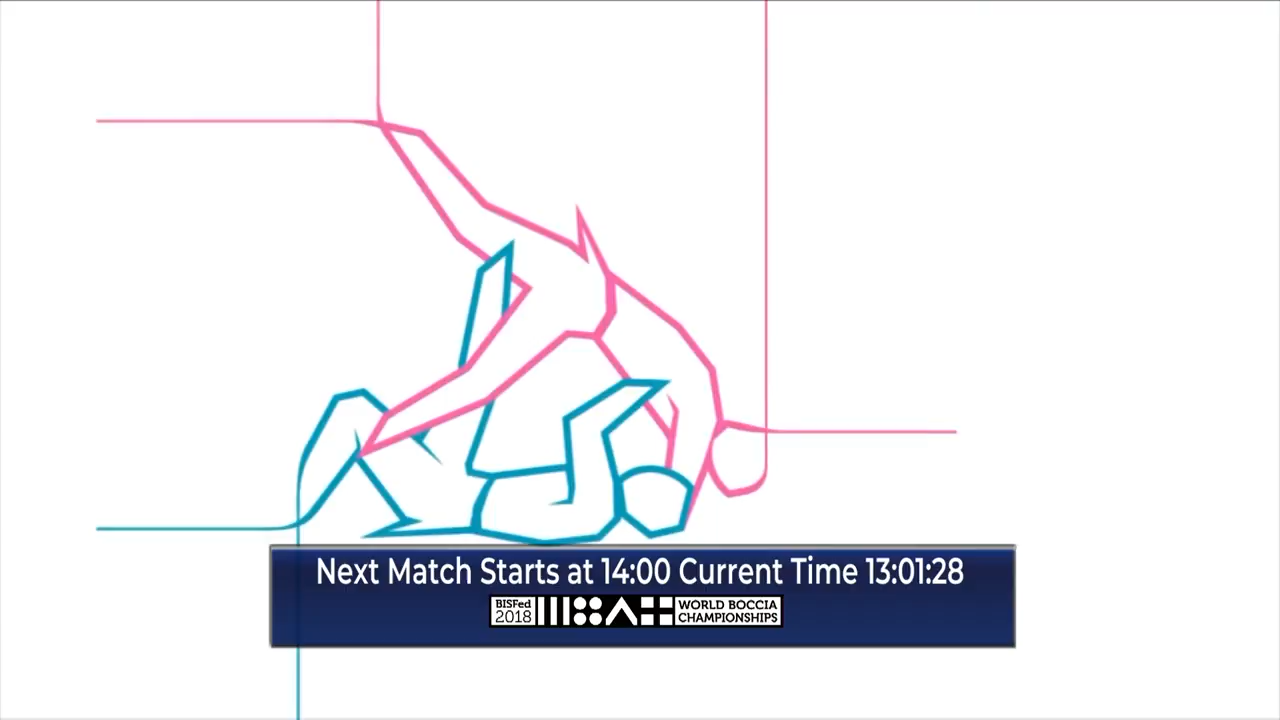 Next Match Starts at 14:00 Current Time 13:01:28
BISFed
2018
WORLD BOCCIA
CHAMPIONSHIPS